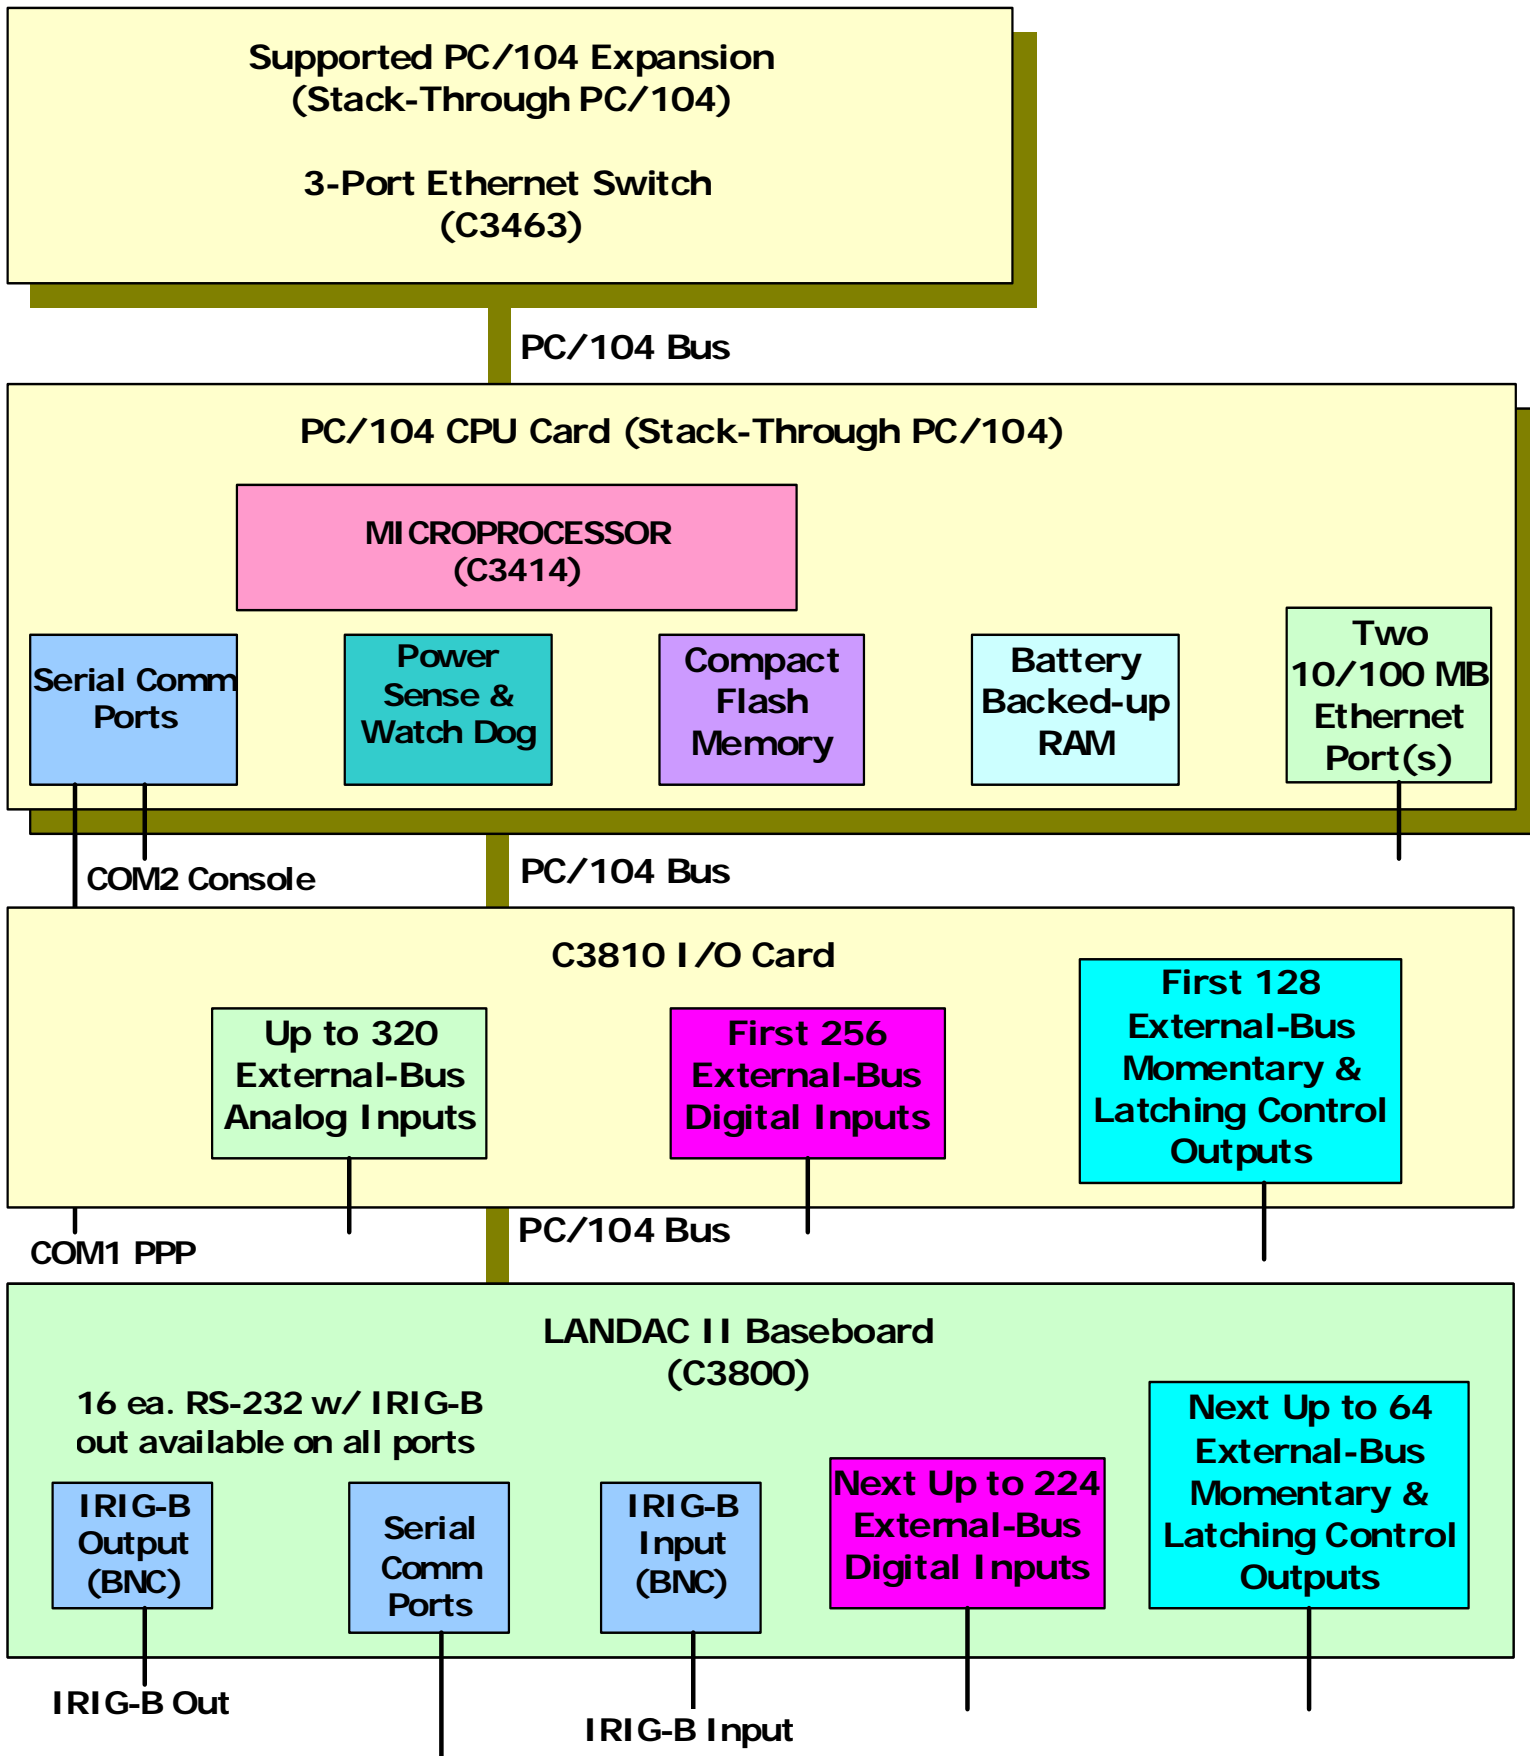 Supported PC/104 Expansion
(Stack-Through PC/104)
3-Port Ethernet Switch
(C3463)
PC/104 Bus
PC/104 CPU Card (Stack-Through PC/104)
MICROPROCESSOR
(C3414)
Serial Comm
Ports
Power
Sense &
Watch Dog
Compact
Flash
Memory
Battery
Backed-up
RAM
Two
10/100 MB
Ethernet
Port(s)
COM2 Console
PC/104 Bus
C3810 I/O Card
Up to 320
External-Bus
Analog Inputs
First 256
External-Bus
Digital Inputs
First 128
External-Bus
Momentary &
Latching Control
Outputs
COM1 PPP
PC/104 Bus
LANDAC II Baseboard
(C3800)
16 ea. RS-232 w/ IRIG-B
out available on all ports
IRIG-B
Output
(BNC)
Serial
Comm
Ports
IRIG-B
Input
(BNC)
Next Up to 224
External-Bus
Digital Inputs
Next Up to 64
External-Bus
Momentary &
Latching Control
Outputs
IRIG-B Out
IRIG-B Input